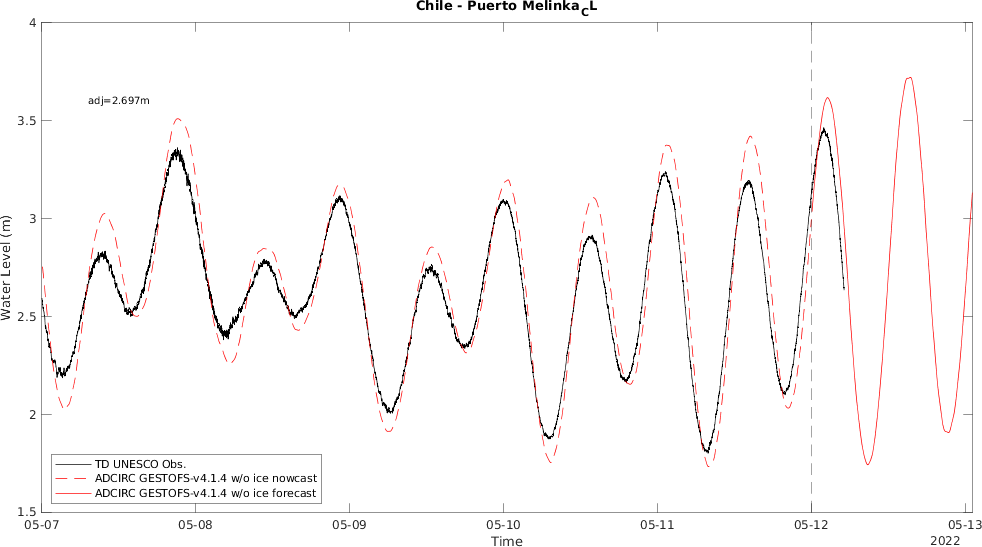 Chile - Puerto Melinka_CL
4
3.5
3
2.5
2
1.5
Water Level (m)
adj=2.697m
TD UNESCO Obs.
ADCIRC GESTOFS-v4.1.4 w/o ice nowcast
ADCIRC GESTOFS-v4.1.4 w/o ice forecast
05-07
05-08
05-09
05-10
05-11
05-12
05-13
Time
2022